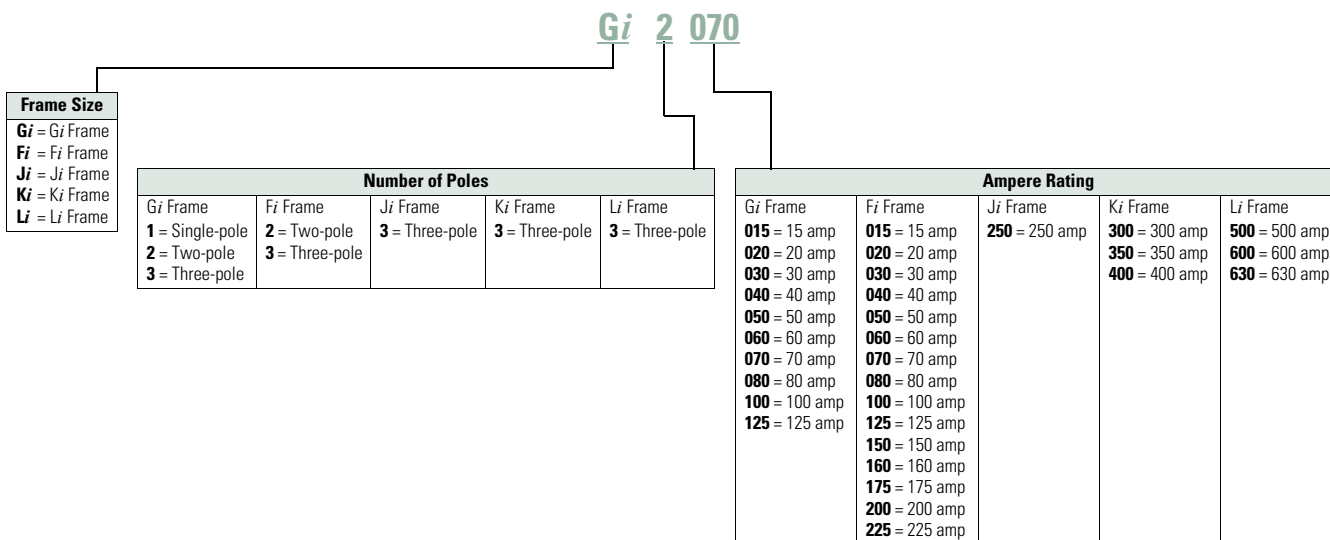 Gi 2 070
Frame Size
Gi = Gi Frame
Fi = Fi Frame
Ji = Ji Frame
Ki = Ki Frame
Li = Li Frame
Number of Poles
Gi Frame
1 = Single-pole
2 = Two-pole
3 = Three-pole
Fi Frame
2 = Two-pole
3 = Three-pole
Ji Frame
3 = Three-pole
Ki Frame
3 = Three-pole
Li Frame
3 = Three-pole
Ampere Rating
Gi Frame
015 = 15 amp
020 = 20 amp
030 = 30 amp
040 = 40 amp
050 = 50 amp
060 = 60 amp
070 = 70 amp
080 = 80 amp
100 = 100 amp
125 = 125 amp
Fi Frame
015 = 15 amp
020 = 20 amp
030 = 30 amp
040 = 40 amp
050 = 50 amp
060 = 60 amp
070 = 70 amp
080 = 80 amp
100 = 100 amp
125 = 125 amp
150 = 150 amp
160 = 160 amp
175 = 175 amp
200 = 200 amp
225 = 225 amp
Ji Frame
250 = 250 amp
Ki Frame
300 = 300 amp
350 = 350 amp
400 = 400 amp
Li Frame
500 = 500 amp
600 = 600 amp
630 = 630 amp